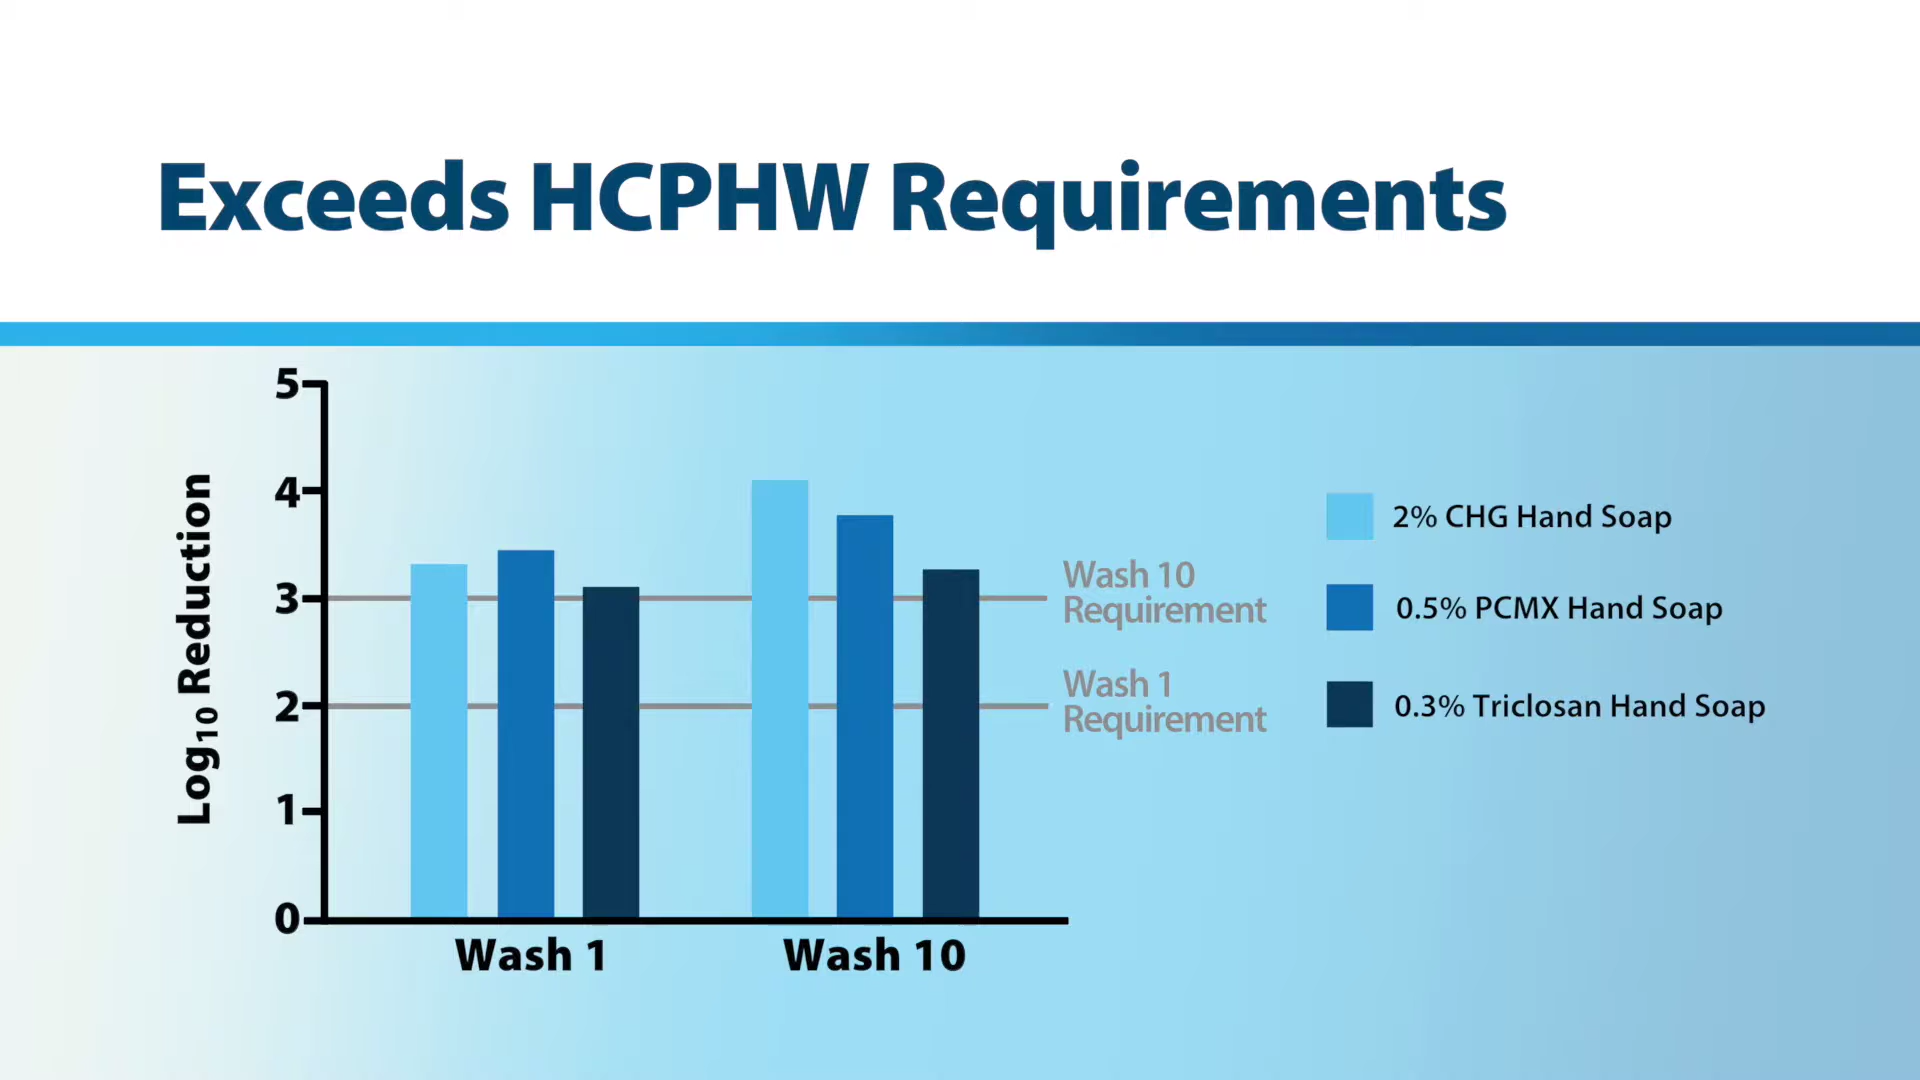 Exceeds HCPHW Requirements
5
4
3
2
1
0
Log10 Reduction
Wash 1
Wash 10
Wash 10
Requirement
Wash 1
Requirement
2% CHG Hand Soap
0.5% PCMX Hand Soap
0.3% Triclosan Hand Soap